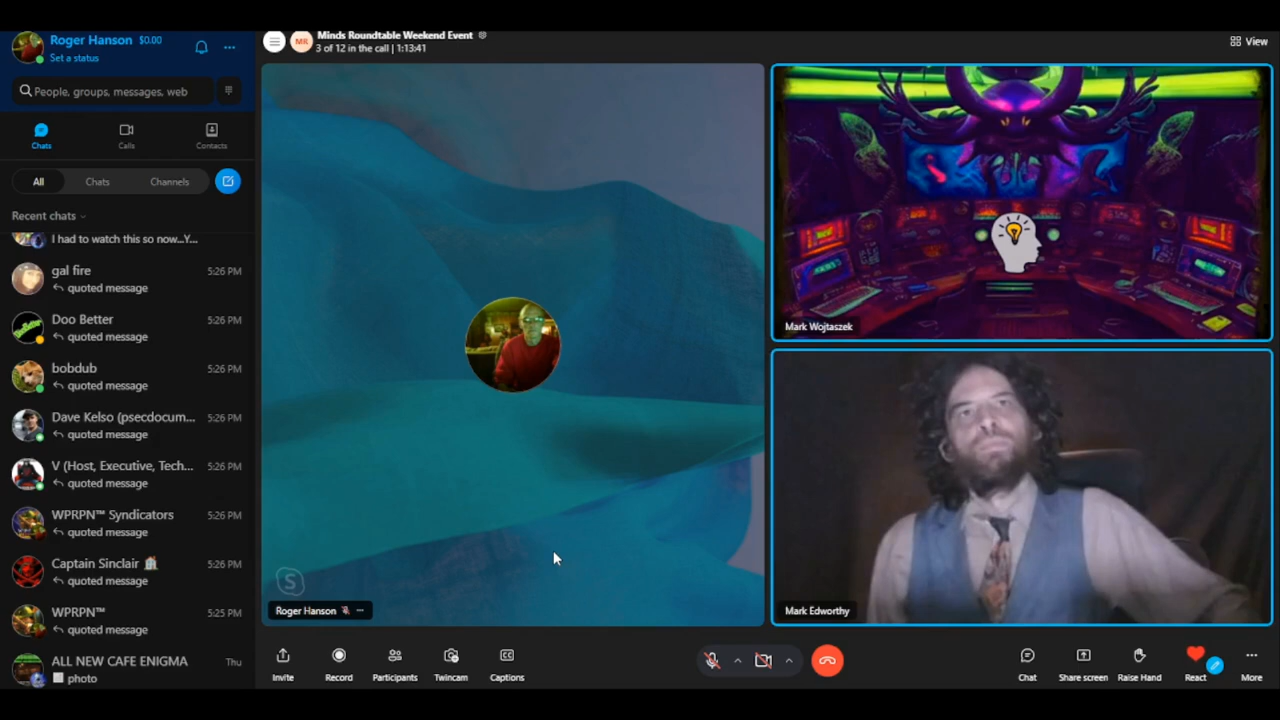 Roger Hanson $0.00
Set a status
People, groups, messages, web
Chats
Calls
Contacts
All
Chats
Channels
Recent chats
I had to watch this so now...Y...
gal fire 5:26 PM
quoted message
Doo Better 5:26 PM
quoted message
bobdub 5:26 PM
quoted message
Dave Kelso (psecdocum... 5:26 PM
quoted message
V (Host, Executive, Tech... 5:26 PM
quoted message
WPRPN™ Syndicators 5:26 PM
quoted message
Captain Sinclair 5:26 PM
quoted message
WPRPN™ 5:25 PM
quoted message
ALL NEW CAFE ENIGMA Thu
photo
MR
Minds Roundtable Weekend Event
3 of 12 in the call | 1:13:41
View
Mark Wojtaszek
Roger Hanson
Mark Edworthy
Invite
Record
Participants
Twincam
Captions
Chat
Share screen
Raise Hand
React
More